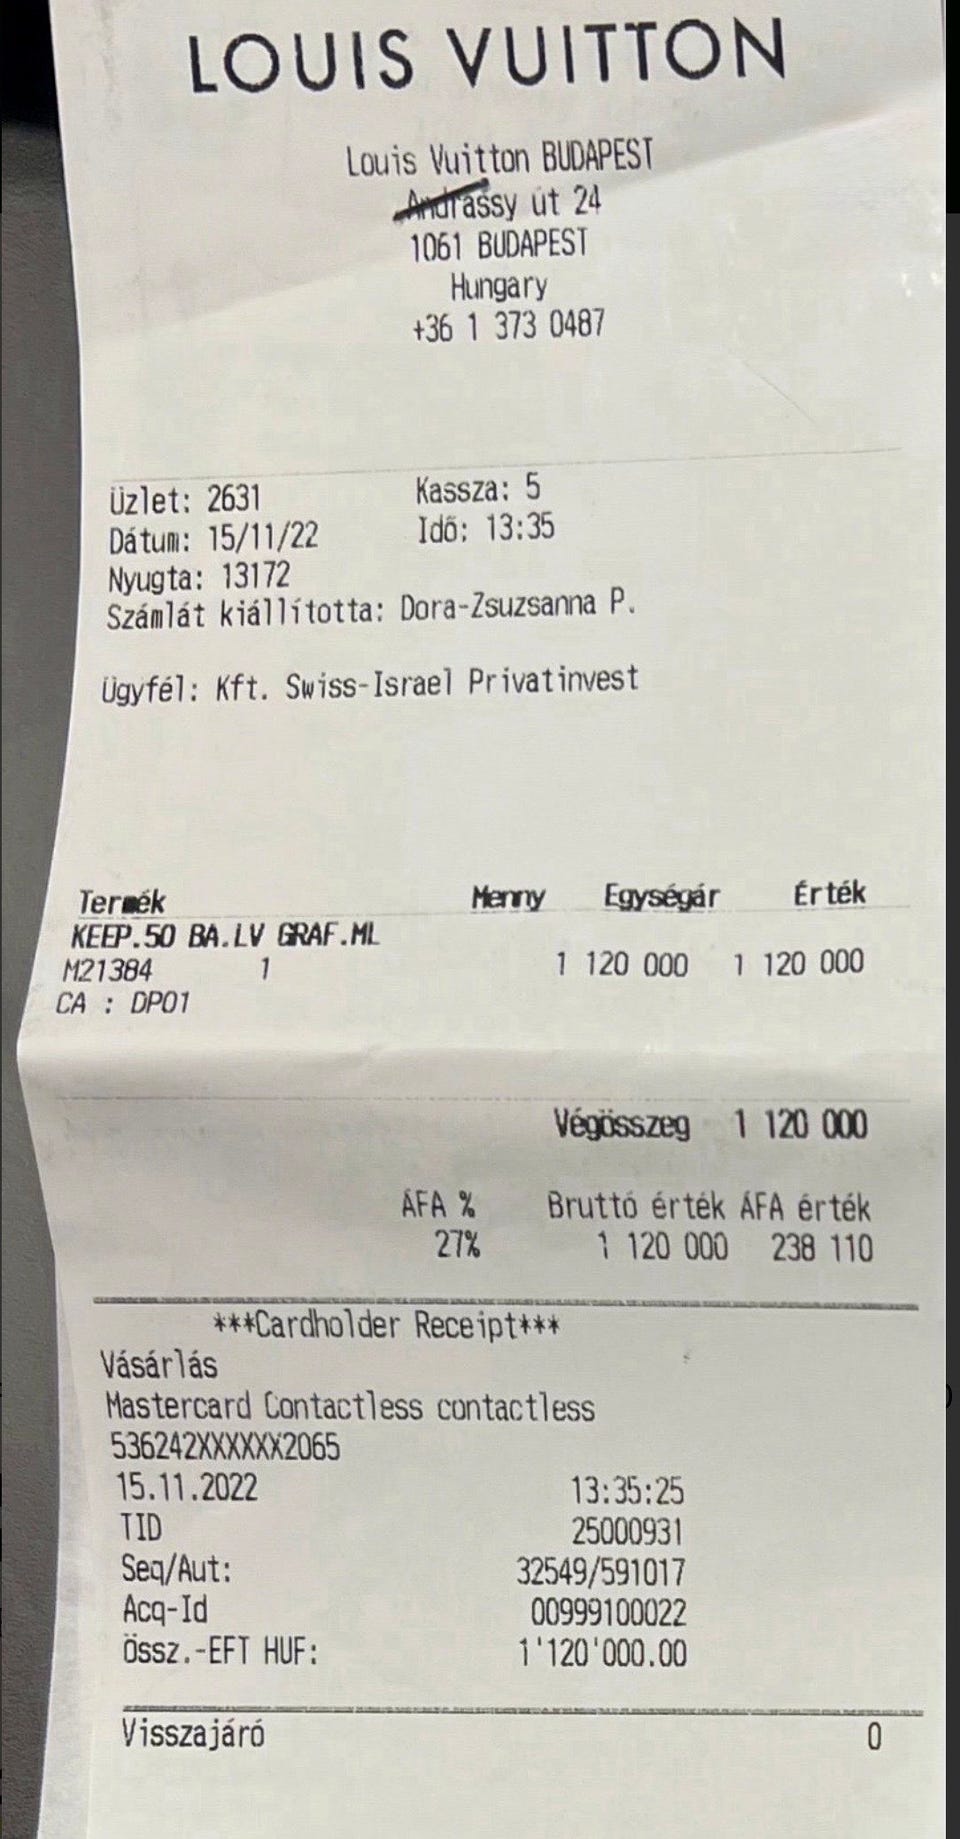 LOUIS VUITTON
Louis Vuitton BUDAPEST
Andrassy út 24
1061 BUDAPEST
Hungary
+36 1 373 0487
Üzlet: 2631 Kassza: 5
Dátum: 15/11/22 Idő: 13:35
Nyugta: 13172
Számlát kiállította: Dora-Zsuzsanna P.
Ügyfél: Kft. Swiss-Israel Privatinvest
Termék Menny Egységár Érték
KEEP.50 BA.LV GRAF.ML
M21384 1 1 120 000 1 120 000
CA : DP01
Végösszeg 1 120 000
ÁFA % Bruttó érték ÁFA érték
27% 1 120 000 238 110
***Cardholder Receipt***
Vásárlás
Mastercard Contactless contactless
536242XXXXXX2065
15.11.2022 13:35:25
TID 25000931
Seq/Aut: 32549/591017
Acq-Id 00999100022
Össz.-EFT HUF: 1'120'000.00
Visszajáró 0